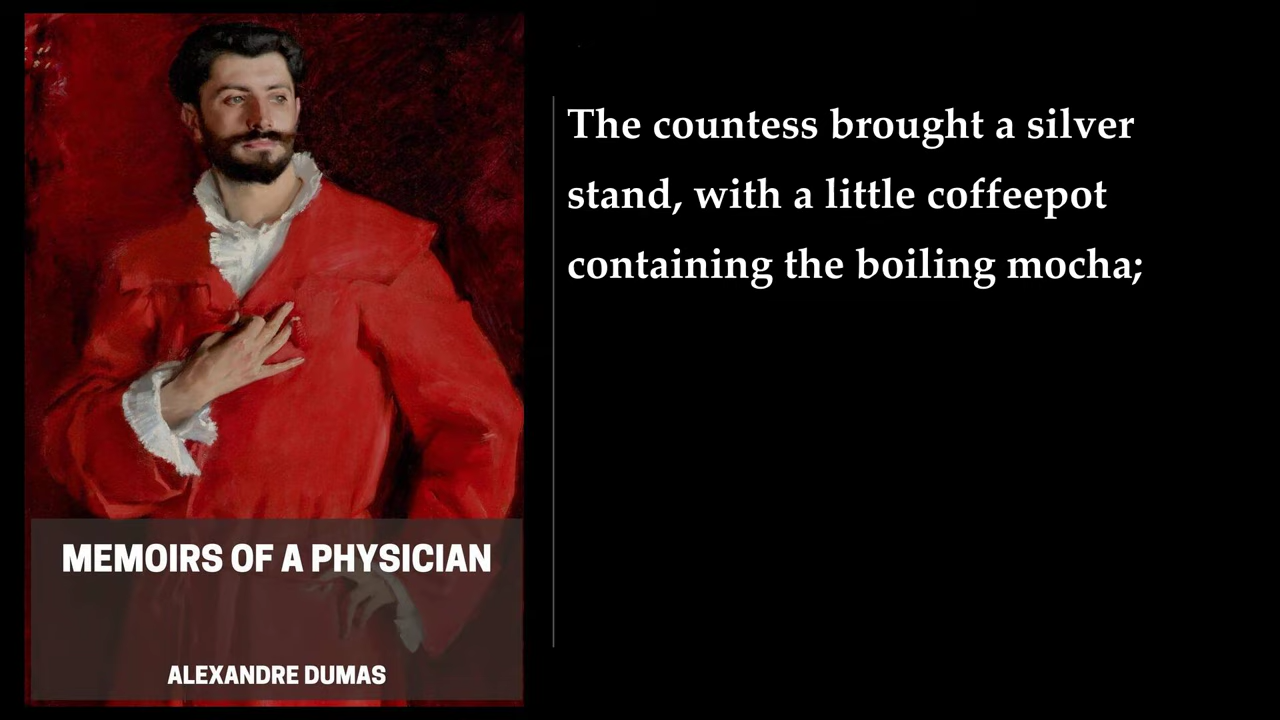 The countess brought a silver
stand, with a little coffeepot
containing the boiling mocha;
MEMOIRS OF A PHYSICIAN
ALEXANDRE DUMAS